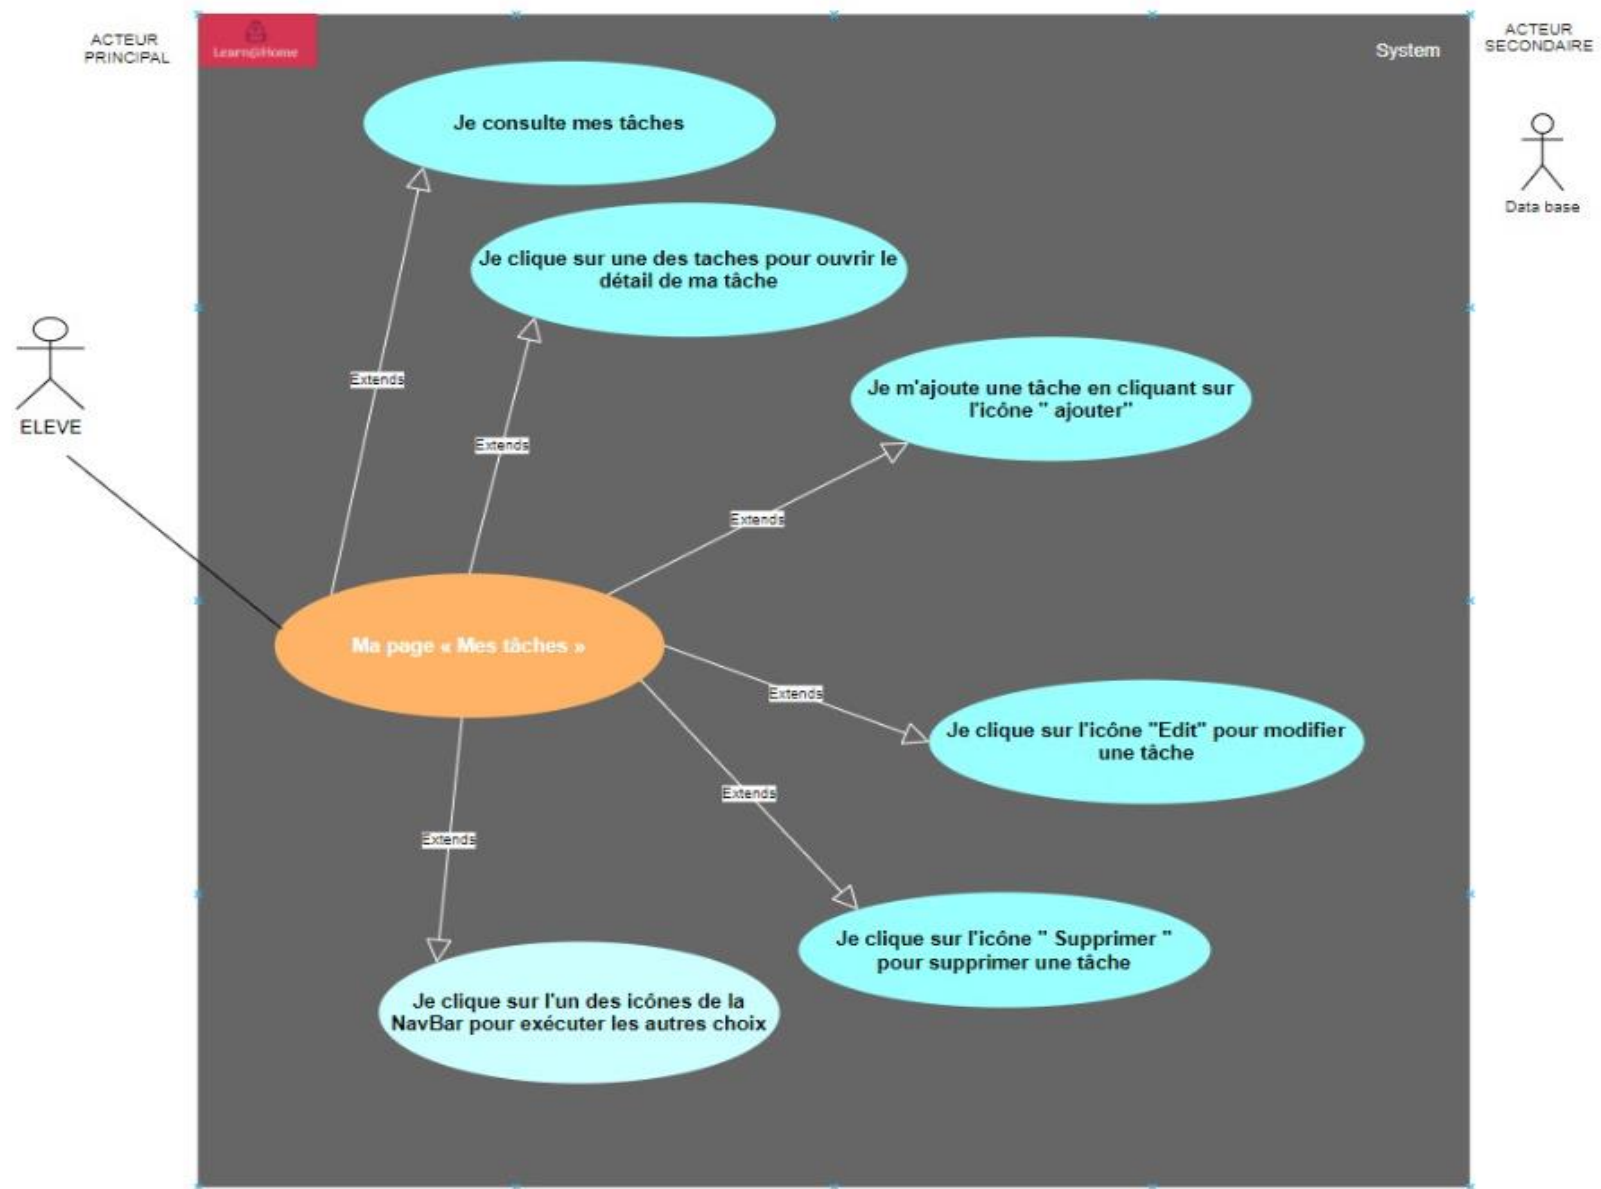 ACTEUR
PRINCIPAL
Learn@Home
System
ACTEUR
SECONDAIRE
Je consulte mes tâches
Data base
Je clique sur une des taches pour ouvrir le
détail de ma tâche
ELEVE
Extends
Je m'ajoute une tâche en cliquant sur
l'icône " ajouter"
Extends
Extends
Ma page « Mes tâches »
Extends
Je clique sur l'icône "Edit" pour modifier
une tâche
Extends
Extends
Je clique sur l'icône " Supprimer "
pour supprimer une tâche
Je clique sur l'un des icônes de la
NavBar pour exécuter les autres choix